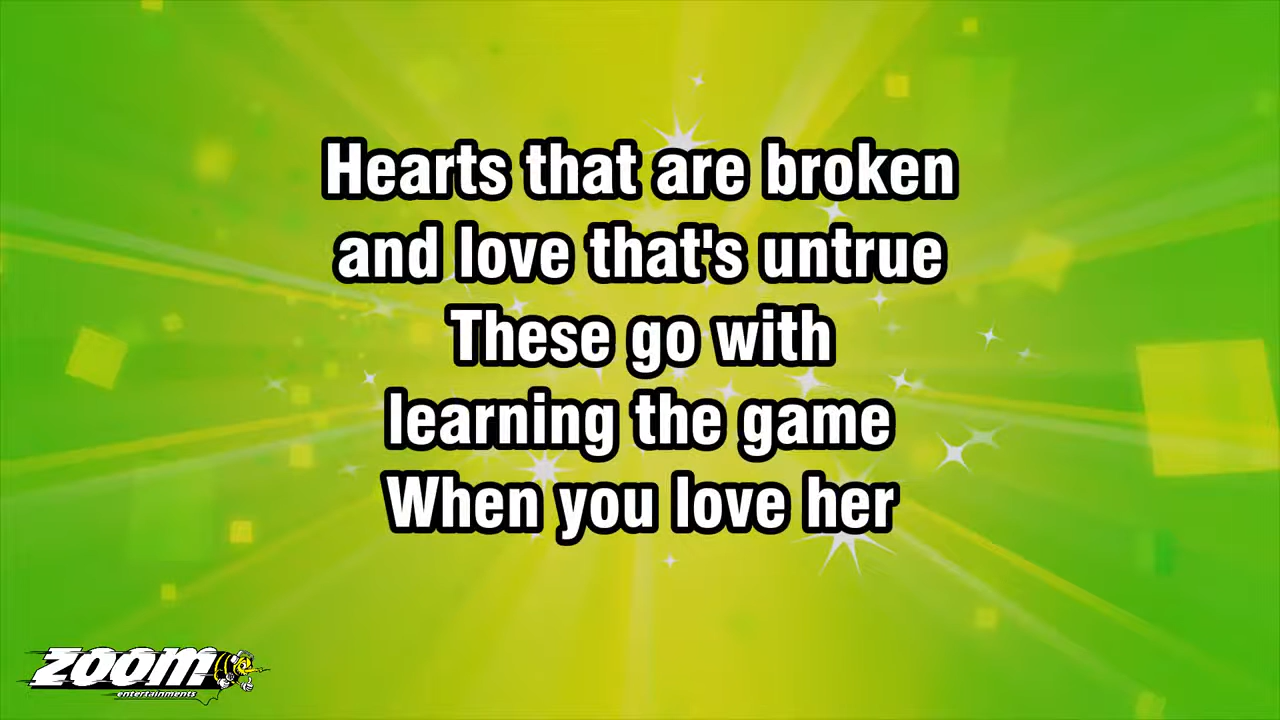 Hearts that are broken
and love that's untrue
These go with
learning the game
When you love her
zoom
entertainments